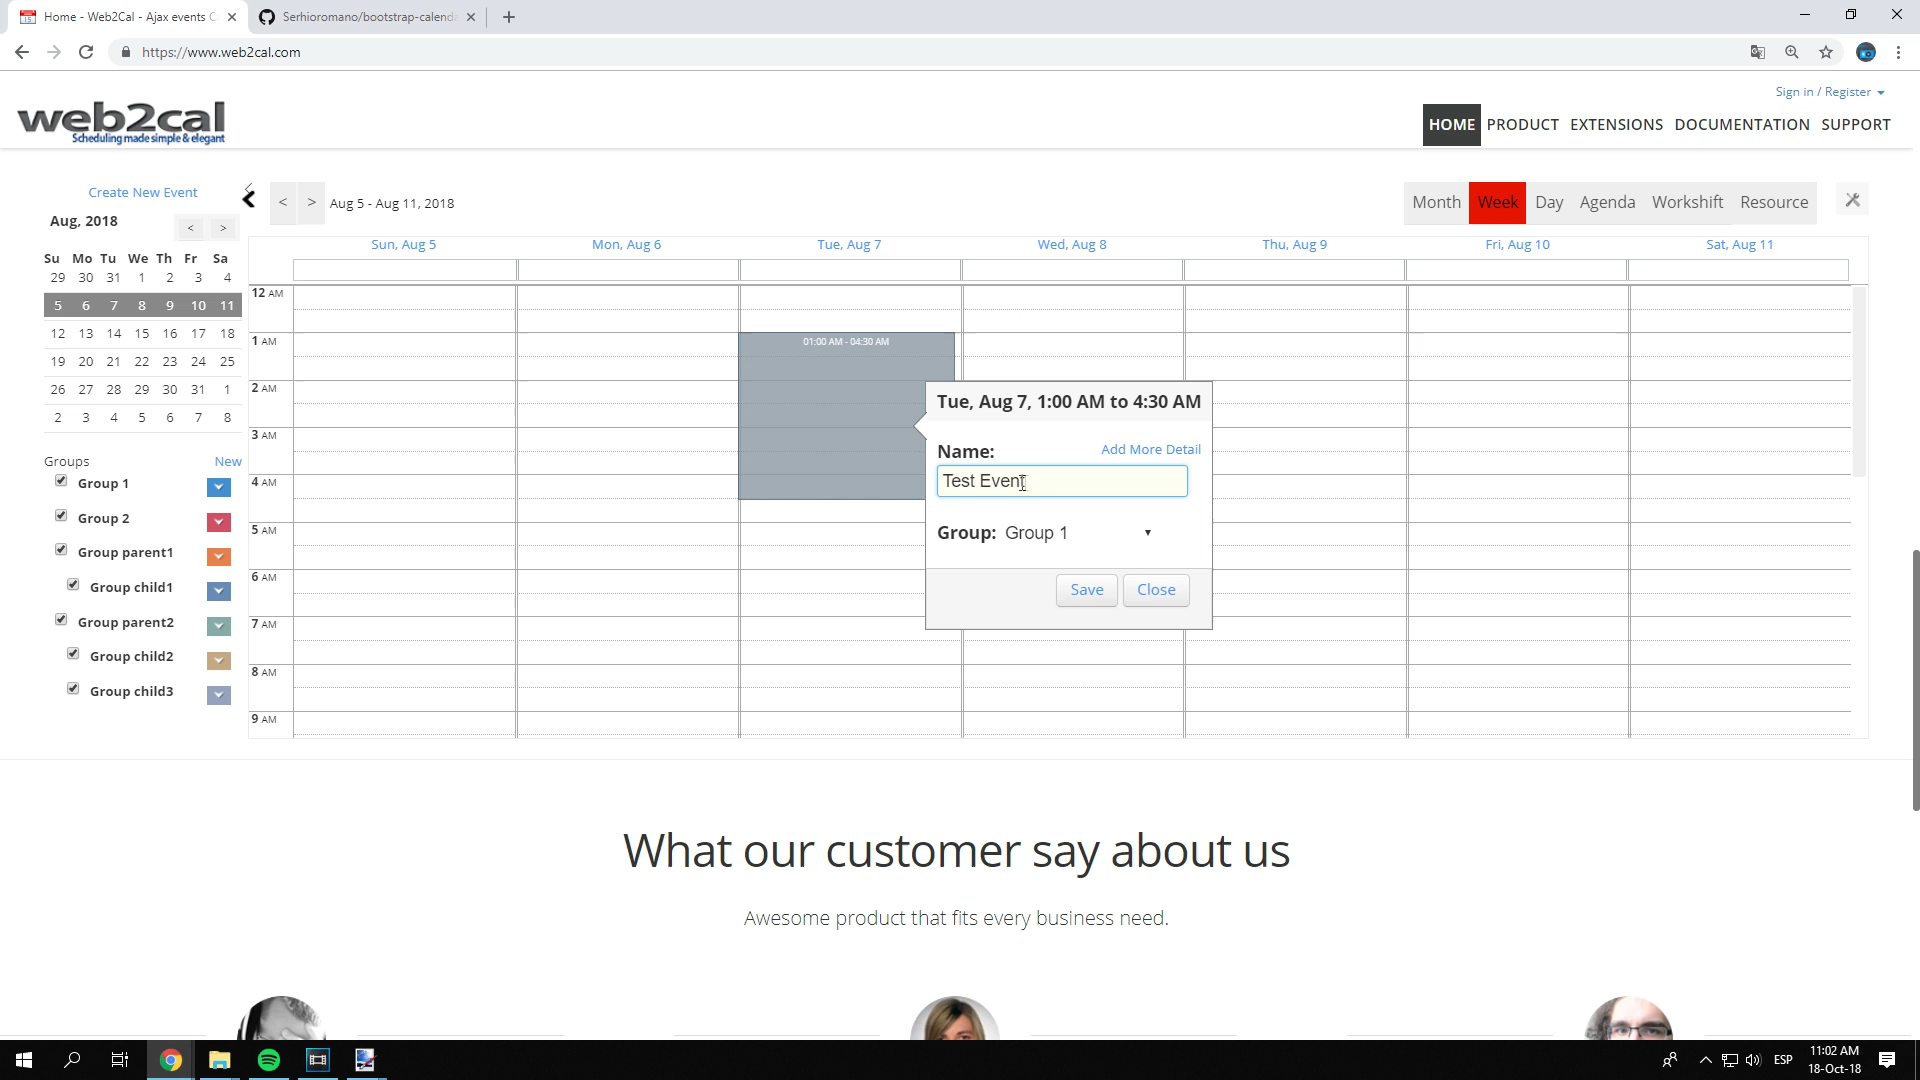 Home - Web2Cal - Ajax events C
Serhioromano/bootstrap-calenda
https://www.web2cal.com
web2cal
Scheduling made simple & elegant
Sign in / Register
HOME PRODUCT EXTENSIONS DOCUMENTATION SUPPORT
Create New Event
Aug, 2018
< >
Su Mo Tu We Th Fr Sa
29 30 31 1 2 3 4
5 6 7 8 9 10 11
12 13 14 15 16 17 18
19 20 21 22 23 24 25
26 27 28 29 30 31 1
2 3 4 5 6 7 8
Groups New
Group 1
Group 2
Group parent1
Group child1
Group parent2
Group child2
Group child3
< > Aug 5 - Aug 11, 2018
Month Week Day Agenda Workshift Resource
Sun, Aug 5 Mon, Aug 6 Tue, Aug 7 Wed, Aug 8 Thu, Aug 9 Fri, Aug 10 Sat, Aug 11
12 AM
1 AM
2 AM
3 AM
4 AM
5 AM
6 AM
7 AM
8 AM
9 AM
01:00 AM - 04:30 AM
Tue, Aug 7, 1:00 AM to 4:30 AM
Name: Add More Detail
Test Event
Group: Group 1
Save Close
What our customer say about us
Awesome product that fits every business need.
ESP
11:02 AM
18-Oct-18